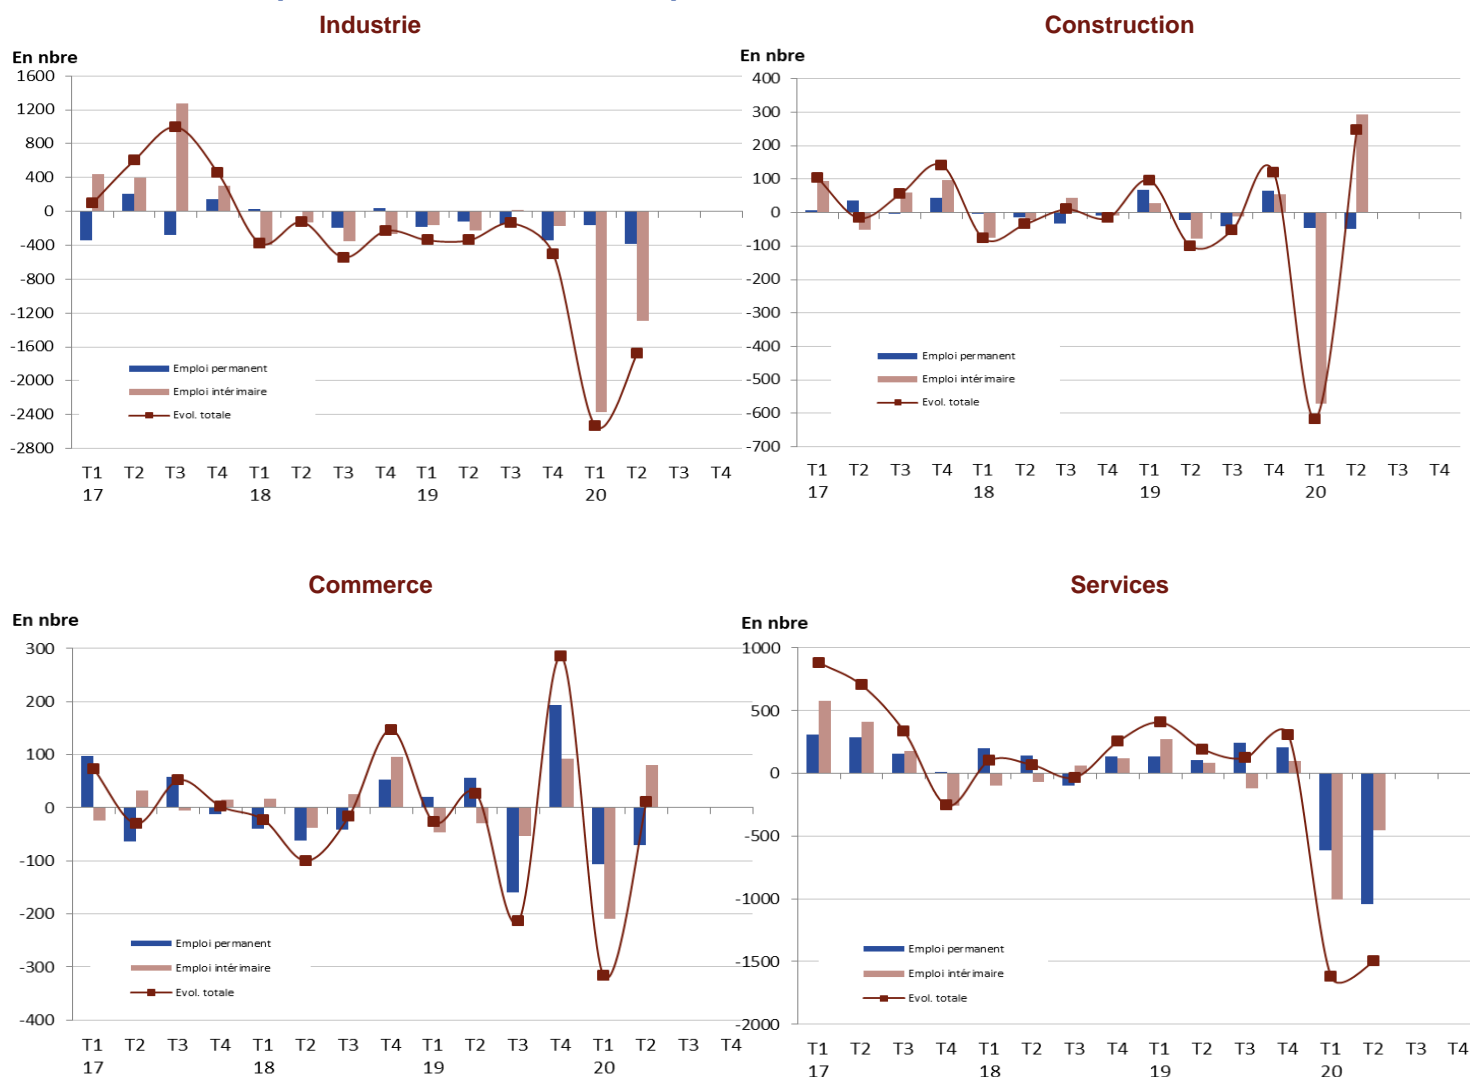 Industrie
En nbre
1600
1200
800
400
0
-400
-800
-1200
-1600
-2000
-2400
-2800
Emploi permanent
Emploi intérimaire
Evol. totale
T1 T2 T3 T4 T1 T2 T3 T4 T1 T2 T3 T4 T1 T2 T3 T4
17 18 19 20
Construction
En nbre
400
300
200
100
0
-100
-200
-300
-400
-500
-600
-700
Emploi permanent
Emploi intérimaire
Evol. totale
T1 T2 T3 T4 T1 T2 T3 T4 T1 T2 T3 T4 T1 T2 T3 T4
17 18 19 20
Commerce
En nbre
300
200
100
0
-100
-200
-300
-400
Emploi permanent
Emploi intérimaire
Evol. totale
T1 T2 T3 T4 T1 T2 T3 T4 T1 T2 T3 T4 T1 T2 T3 T4
17 18 19 20
Services
En nbre
1000
500
0
-500
-1000
-1500
-2000
Emploi permanent
Emploi intérimaire
Evol. totale
T1 T2 T3 T4 T1 T2 T3 T4 T1 T2 T3 T4 T1 T2 T3 T4
17 18 19 20